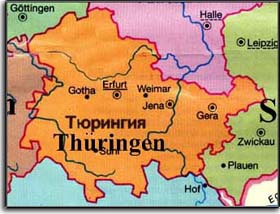 Göttingen
Halle
Leipzig
Gotha
Erfurt
Weimar
Jena
Тюрингия
Gera
Thüringen
Suhl
Zwickau
Plauen
Hof